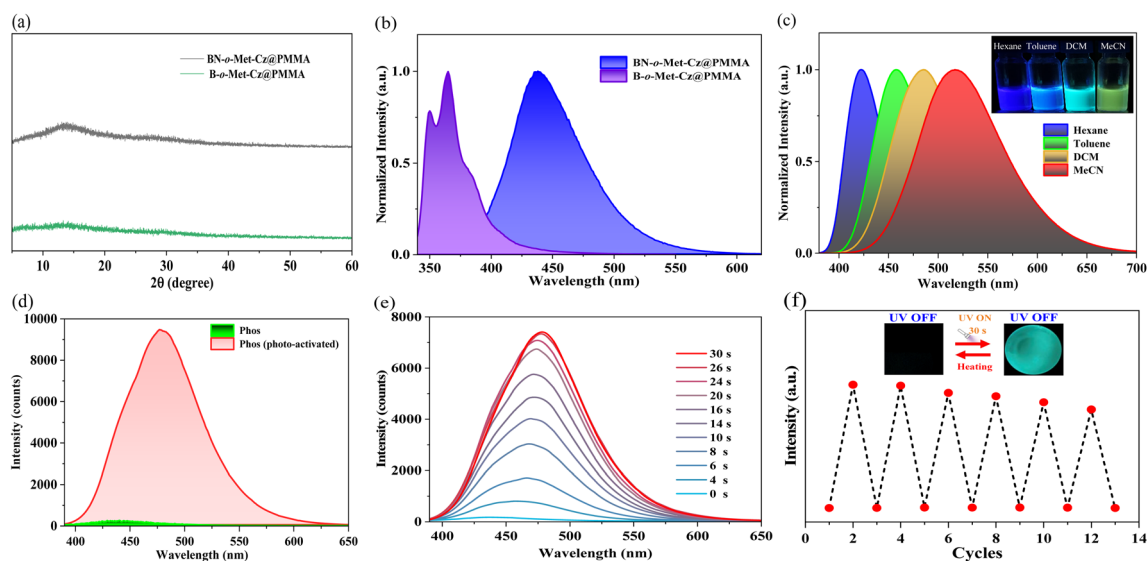 (a)
BN-o-Met-Cz@PMMA
B-o-Met-Cz@PMMA
10 20 30 40 50 60
2θ (degree)
(b)
Normalized Intensity (a.u.)
1.0
0.5
0.0
BN-o-Met-Cz@PMMA
B-o-Met-Cz@PMMA
350 400 450 500 550 600
Wavelength (nm)
(c)
Normalized Intensity (a.u.)
1.0
0.5
0.0
Hexane Toluene DCM MeCN
Hexane
Toluene
DCM
MeCN
400 450 500 550 600 650 700
Wavelength (nm)
(d)
Intensity (counts)
10000
8000
6000
4000
2000
0
Phos
Phos (photo-activated)
400 450 500 550 600 650
Wavelength (nm)
(e)
Intensity (counts)
8000
6000
4000
2000
0
30 s
26 s
24 s
20 s
16 s
14 s
10 s
8 s
6 s
4 s
0 s
400 450 500 550 600 650
Wavelength (nm)
(f)
Intensity (a.u.)
UV OFF
UV ON
30 s
Heating
UV OFF
0 2 4 6 8 10 12 14
Cycles